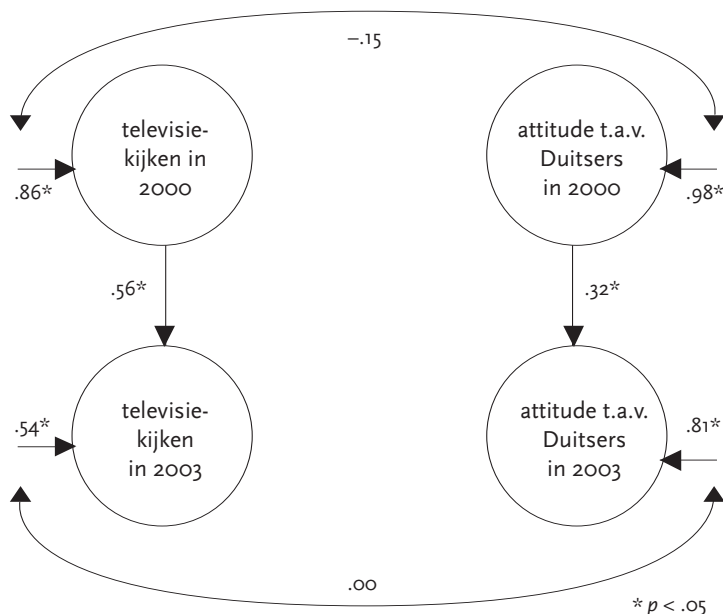 –.15
televisie-
kijken in
2000
attitude t.a.v.
Duitsers
in 2000
.86*
.98*
.56*
.32*
televisie-
kijken
in 2003
attitude t.a.v.
Duitsers
in 2003
.54*
.81*
.00
* p < .05